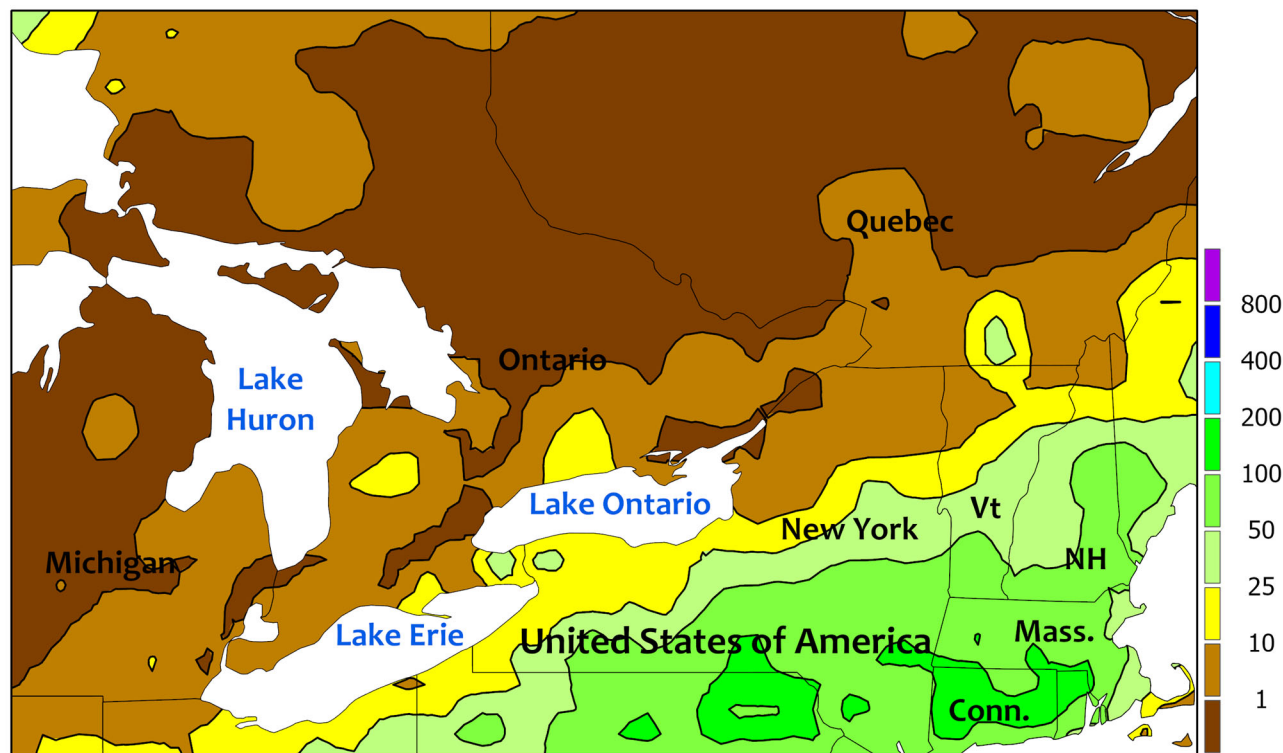 Quebec
800
Ontario
400
Lake
Huron
200
100
Lake Ontario
Vt
New York
50
Michigan
NH
25
Lake Erie
United States of America
Mass.
10
Conn.
1